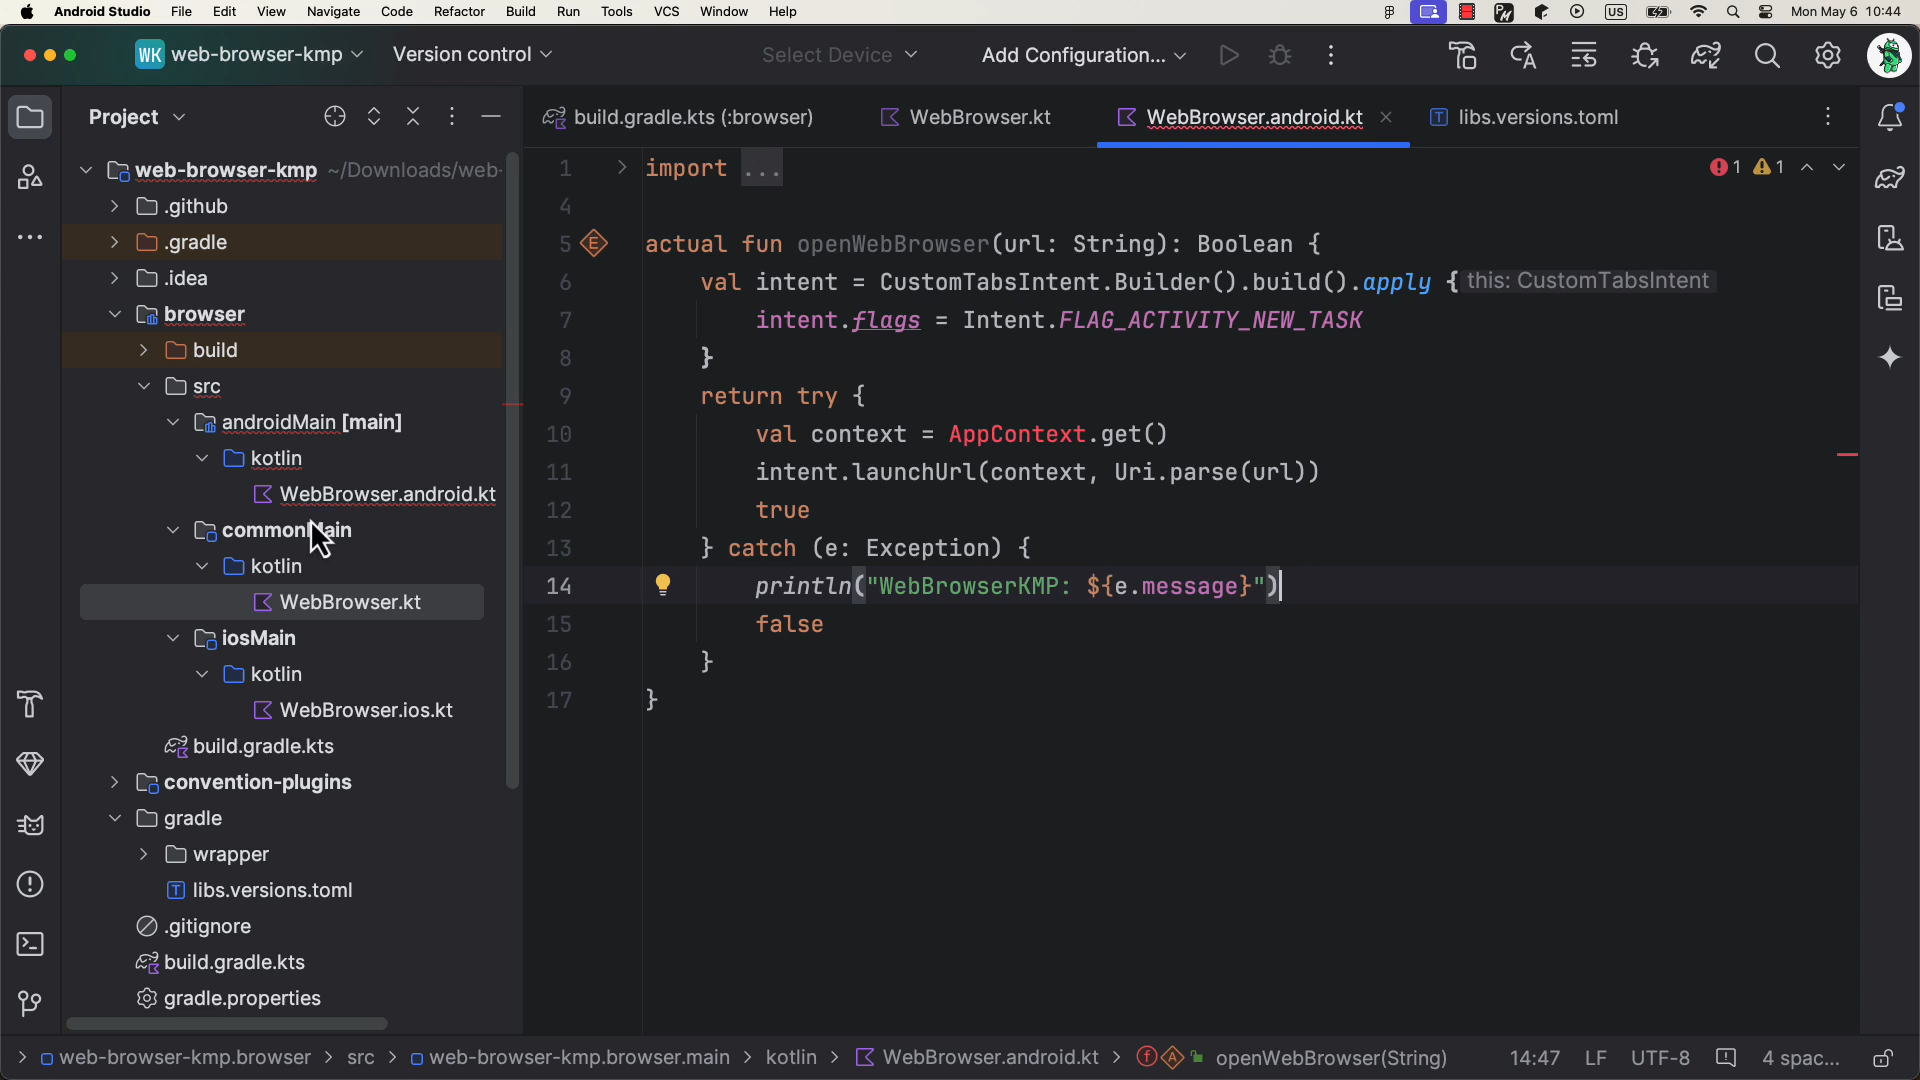 Android Studio File Edit View Navigate Code Refactor Build Run Tools VCS Window Help US Mon May 6 10:44
WK web-browser-kmp Version control Select Device Add Configuration...
Project
web-browser-kmp ~/Downloads/web-
.github
.gradle
.idea
browser
build
src
androidMain [main]
kotlin
WebBrowser.android.kt
commonMain
kotlin
WebBrowser.kt
iosMain
kotlin
WebBrowser.ios.kt
build.gradle.kts
convention-plugins
gradle
wrapper
libs.versions.toml
.gitignore
build.gradle.kts
gradle.properties
build.gradle.kts (:browser) WebBrowser.kt WebBrowser.android.kt libs.versions.toml
1 import ... 1 1
4
5 E actual fun openWebBrowser(url: String): Boolean {
6 val intent = CustomTabsIntent.Builder().build().apply { this: CustomTabsIntent
7 intent.flags = Intent.FLAG_ACTIVITY_NEW_TASK
8 }
9 return try {
10 val context = AppContext.get()
11 intent.launchUrl(context, Uri.parse(url))
12 true
13 } catch (e: Exception) {
14 println("WebBrowserKMP: ${e.message}")
15 false
16 }
17 }
web-browser-kmp.browser > src > web-browser-kmp.browser.main > kotlin > WebBrowser.android.kt > openWebBrowser(String) 14:47 LF UTF-8 4 spac...